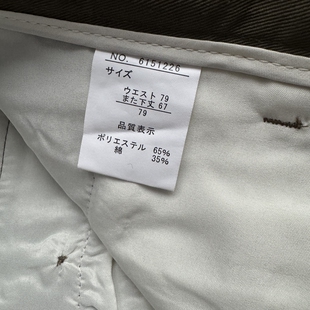 NO. 6151226
サイズ
ウエスト 79
また下丈 67
79
品質表示
ポリエステル 65%
綿 35%